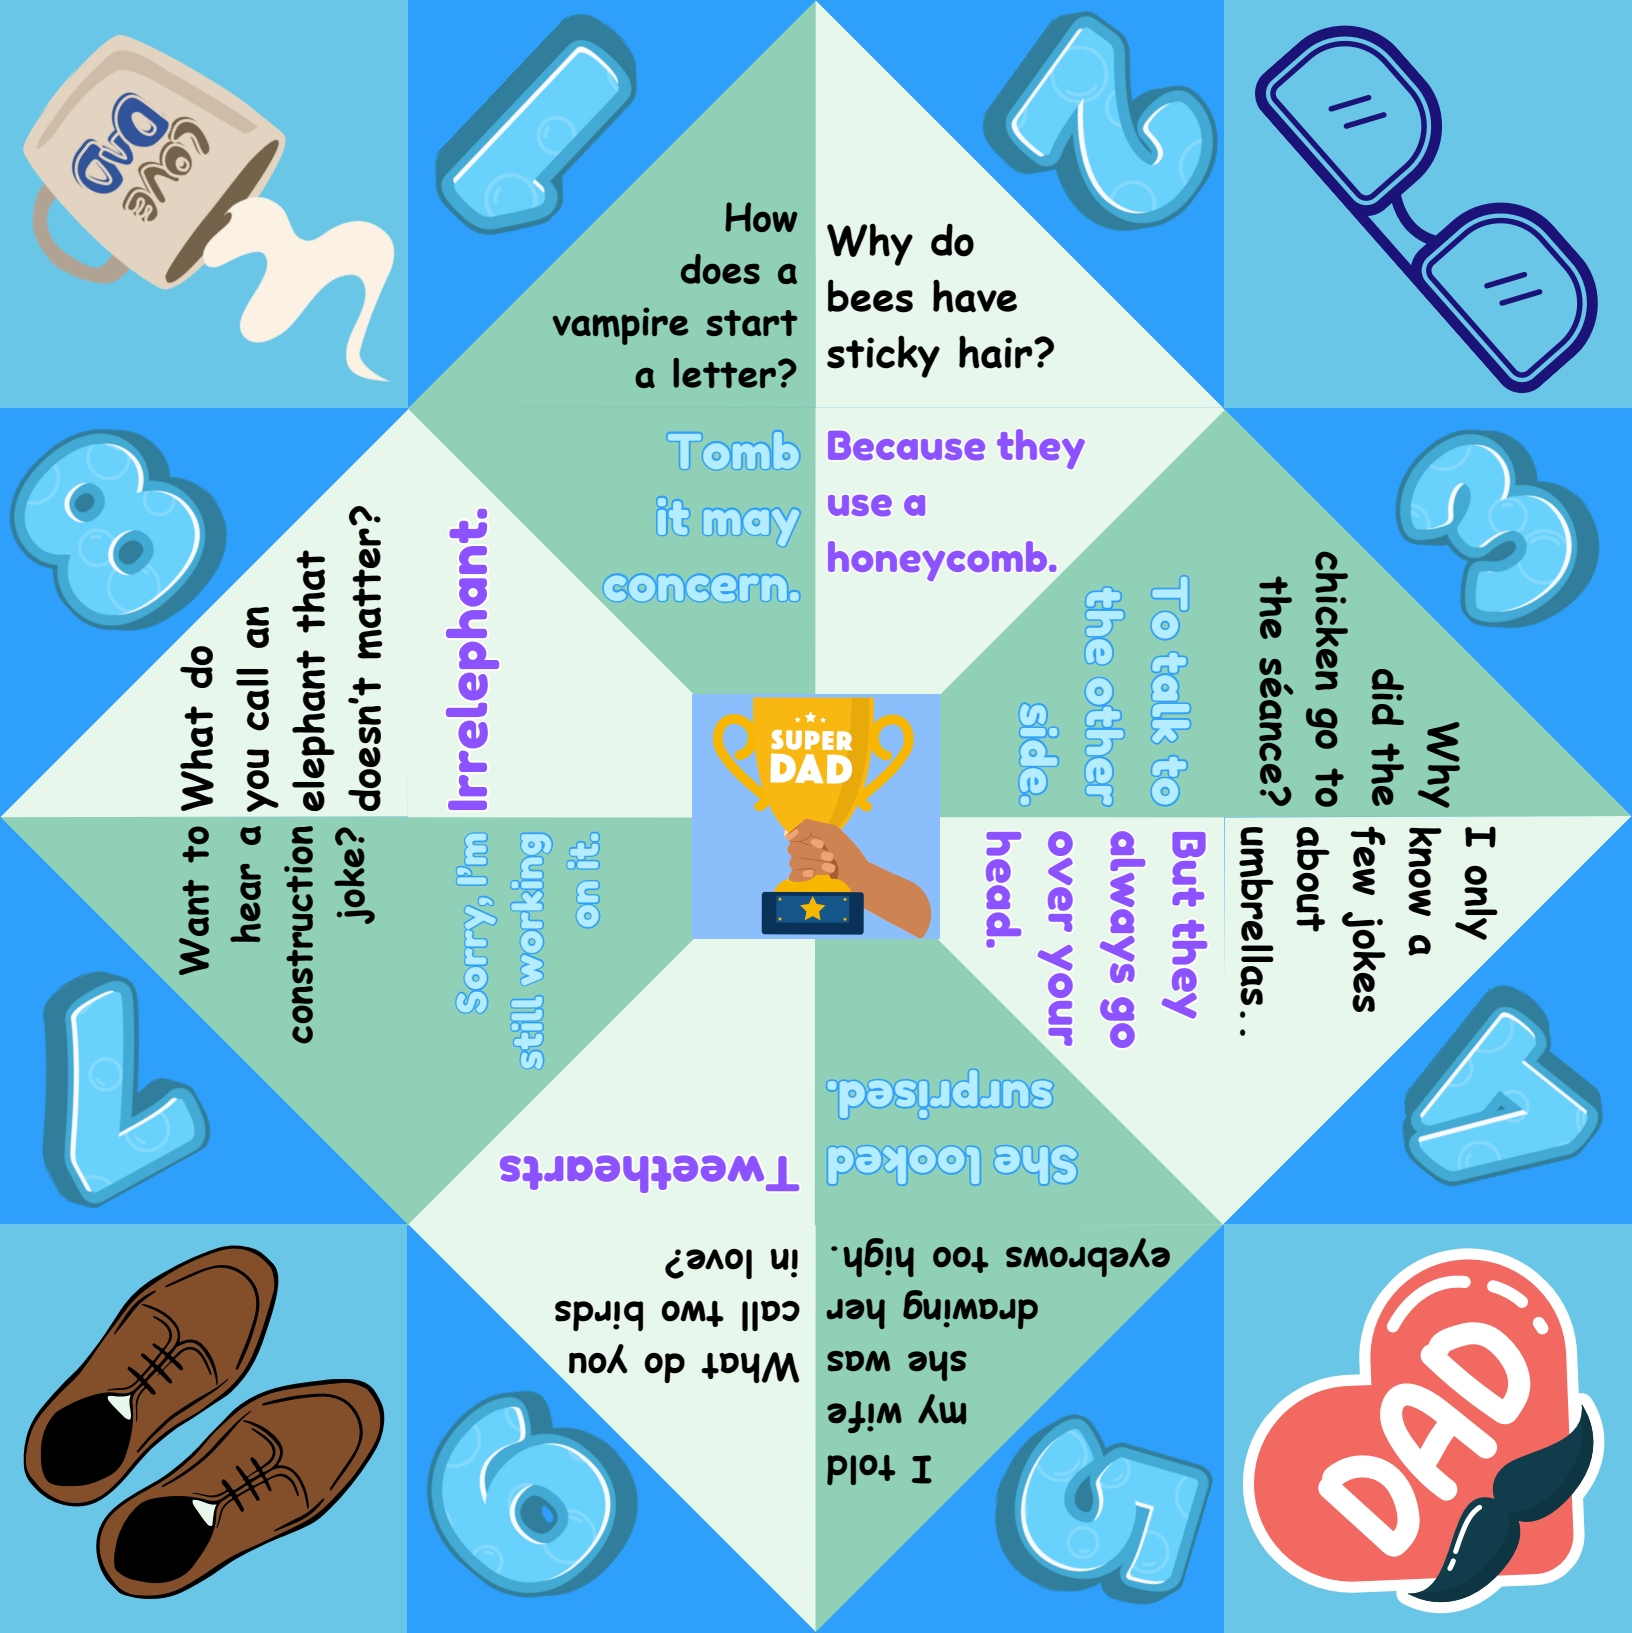 LOVE
DAD
1
How
does a
vampire start
a letter?
Tomb
it may
concern.
2
Why do
bees have
sticky hair?
Because they
use a
honeycomb.
3
Why
did the
chicken go to
the séance?
To talk to
the other
side.
4
I only
know a
few jokes
about
umbrellas...
But they
always go
over your
head.
5
I told
my wife
she was
drawing her
eyebrows too high.
She looked
surprised.
6
What do you
call two birds
in love?
Tweethearts
7
Want to
hear a
construction
joke?
Sorry, I'm
still working
on it.
8
What do
you call an
elephant that
doesn't matter?
Irrelephant.
SUPER
DAD
DAD